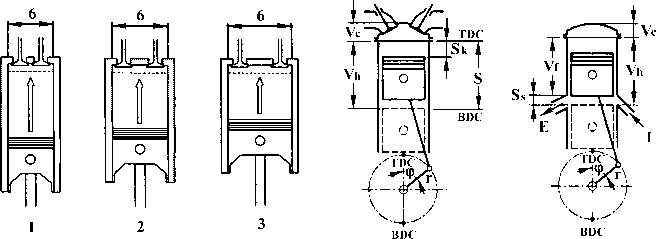 6
6
6
1
2
3
Vc
Vh
TDC
Sk
S
BDC
TDC
φ
r
BDC
Vc
Vf
Vh
Ss
E
I
TDC
φ
r
BDC